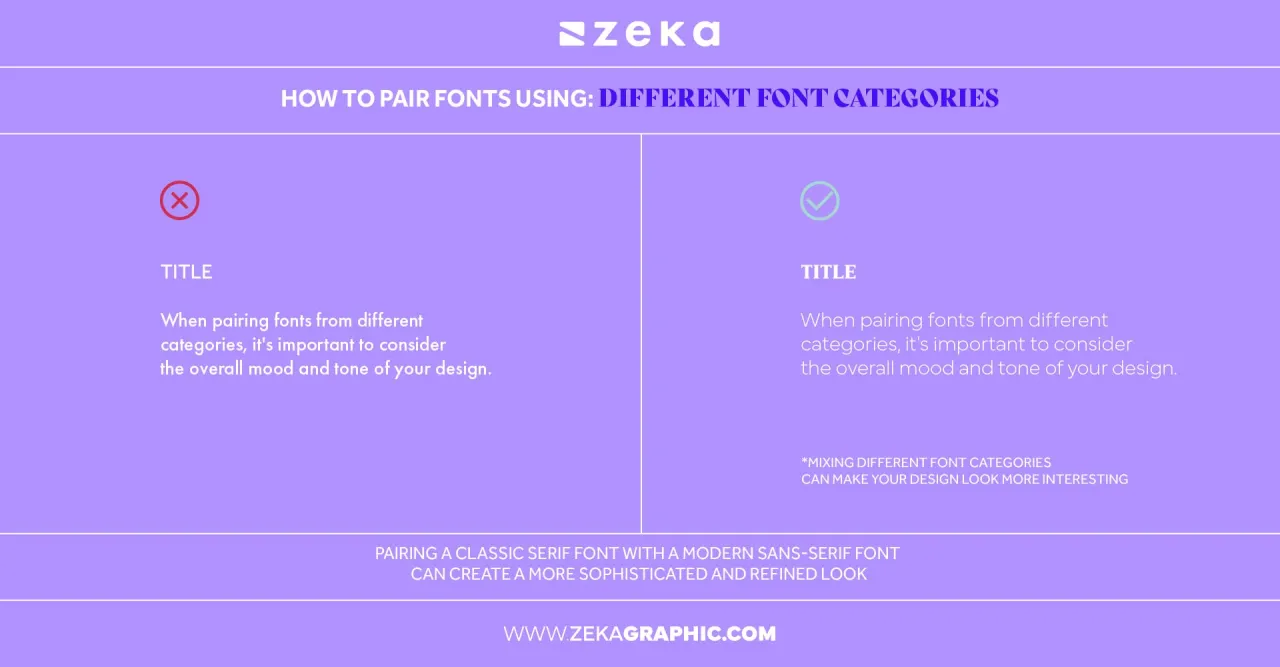 zeka
HOW TO PAIR FONTS USING: DIFFERENT FONT CATEGORIES
TITLE
When pairing fonts from different
categories, it's important to consider
the overall mood and tone of your design.
TITLE
When pairing fonts from different
categories, it's important to consider
the overall mood and tone of your design.
*MIXING DIFFERENT FONT CATEGORIES
CAN MAKE YOUR DESIGN LOOK MORE INTERESTING
PAIRING A CLASSIC SERIF FONT WITH A MODERN SANS-SERIF FONT
CAN CREATE A MORE SOPHISTICATED AND REFINED LOOK
WWW.ZEKAGRAPHIC.COM